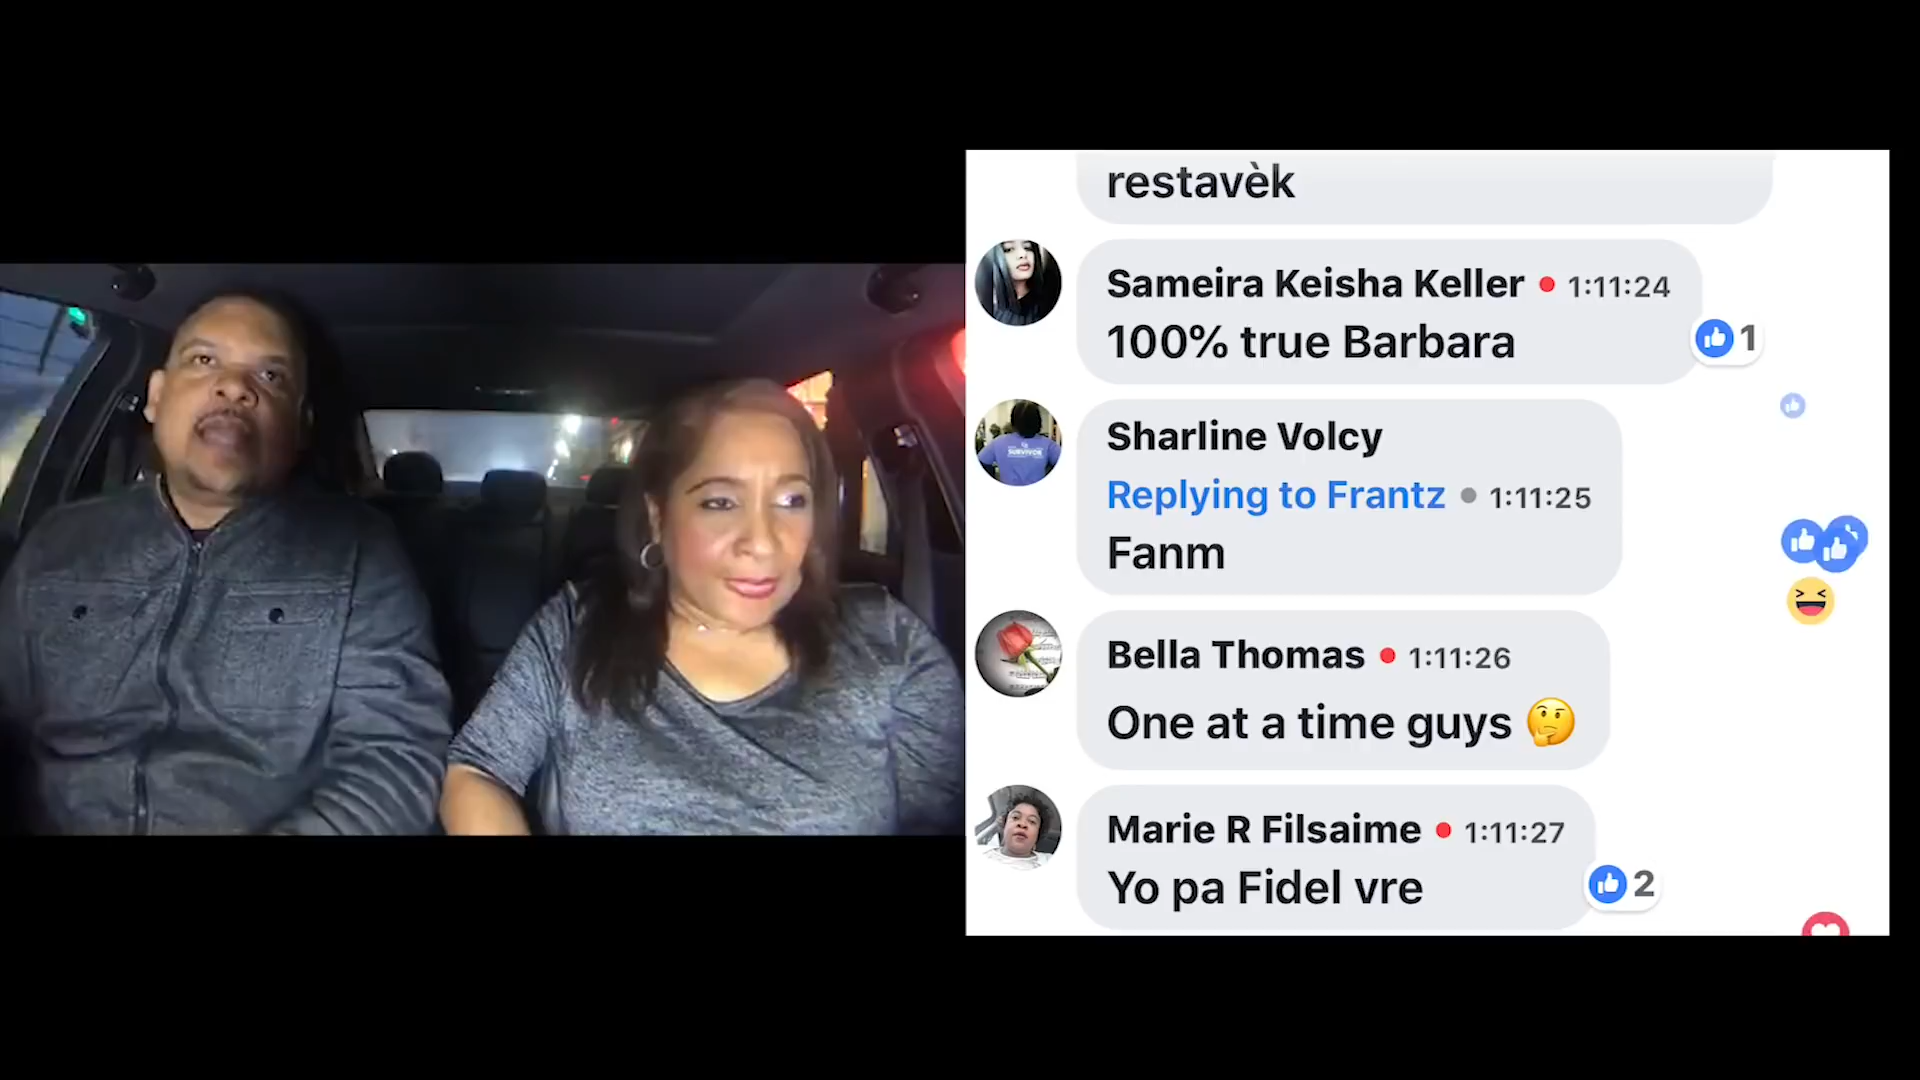 restavèk
Sameira Keisha Keller 1:11:24
100% true Barbara
1
Sharline Volcy
Replying to Frantz 1:11:25
SURVIVOR
Fanm
Bella Thomas 1:11:26
One at a time guys 🤔
Marie R Filsaime 1:11:27
Yo pa Fidel vre
2